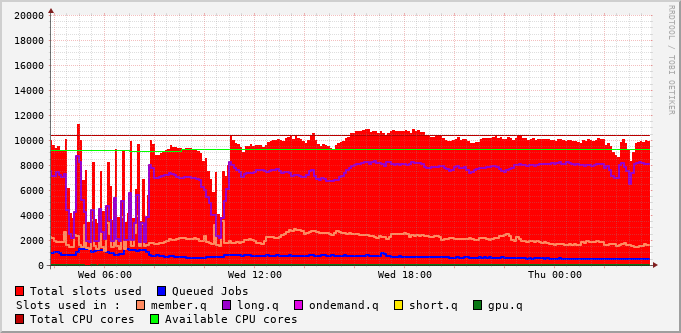 20000
18000
16000
14000
12000
10000
8000
6000
4000
2000
0
Wed 06:00 Wed 12:00 Wed 18:00 Thu 00:00
RRDTOOL / TOBI OETIKER
Total slots used Queued Jobs
Slots used in : member.q long.q ondemand.q short.q gpu.q
Total CPU cores Available CPU cores